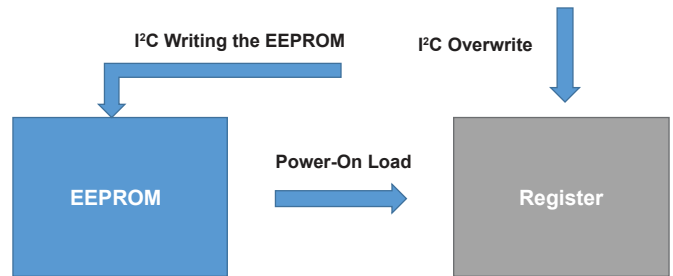 I²C Writing the EEPROM
I²C Overwrite
Power-On Load
EEPROM
Register